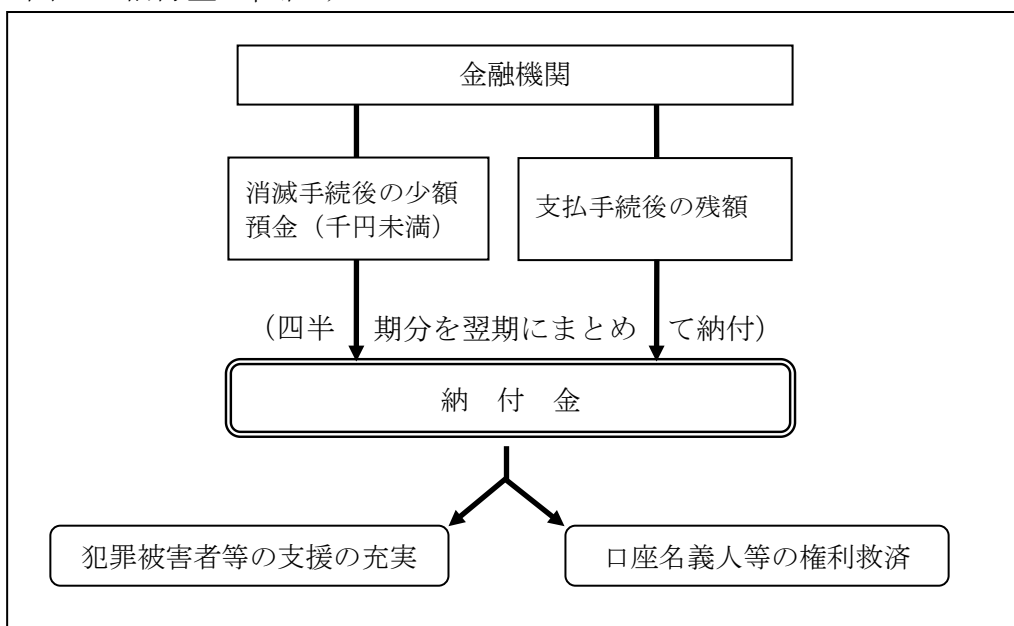 金融機関
消滅手続後の少額
預金（千円未満）
支払手続後の残額
（四半期分を翌期にまとめて納付）
納付金
犯罪被害者等の支援の充実
口座名義人等の権利救済